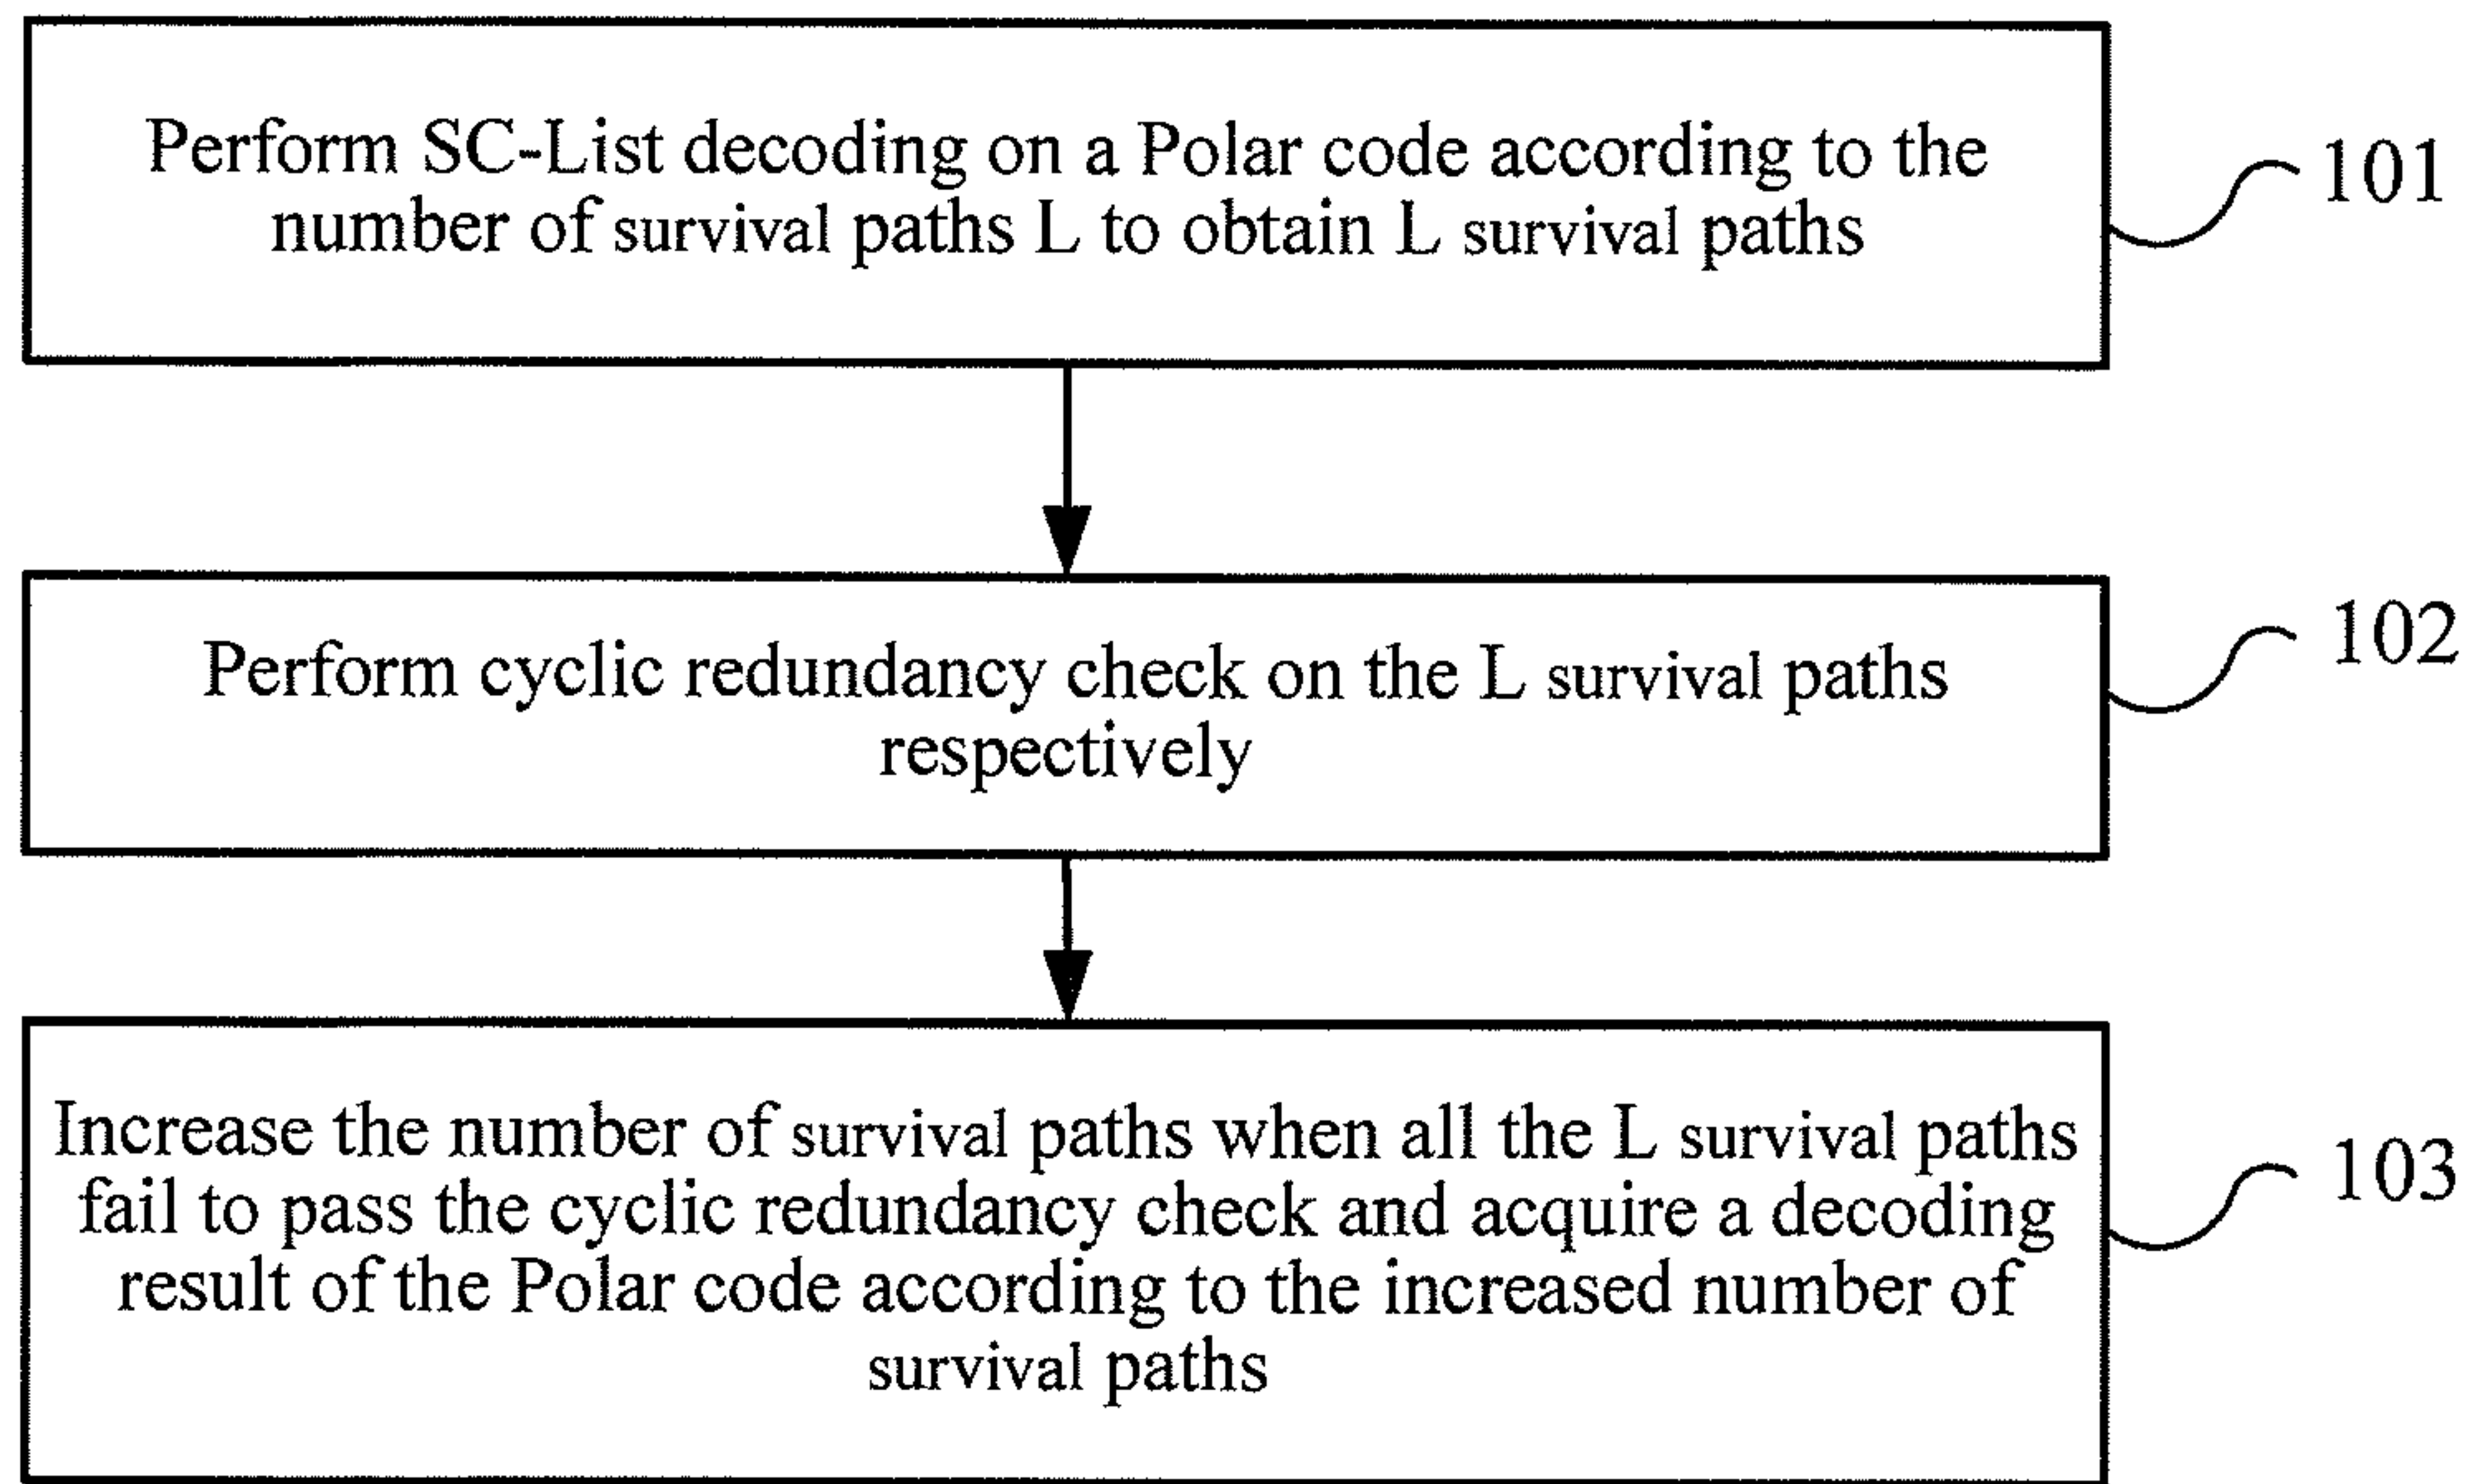 Perform SC-List decoding on a Polar code according to the
number of survival paths L to obtain L survival paths
101
Perform cyclic redundancy check on the L survival paths
respectively
102
Increase the number of survival paths when all the L survival paths
fail to pass the cyclic redundancy check and acquire a decoding
result of the Polar code according to the increased number of
survival paths
103